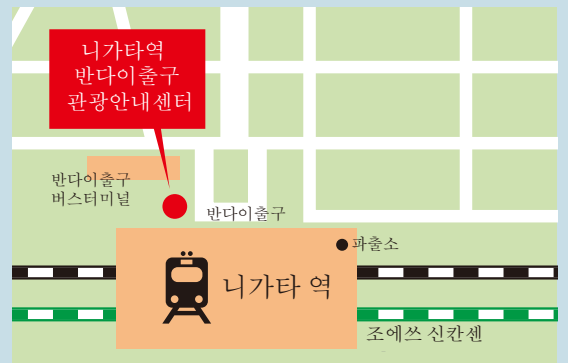 니가타역
반다이출구
관광안내센터
반다이출구
버스터미널
반다이출구
파출소
니가타 역
조에쓰 신칸센